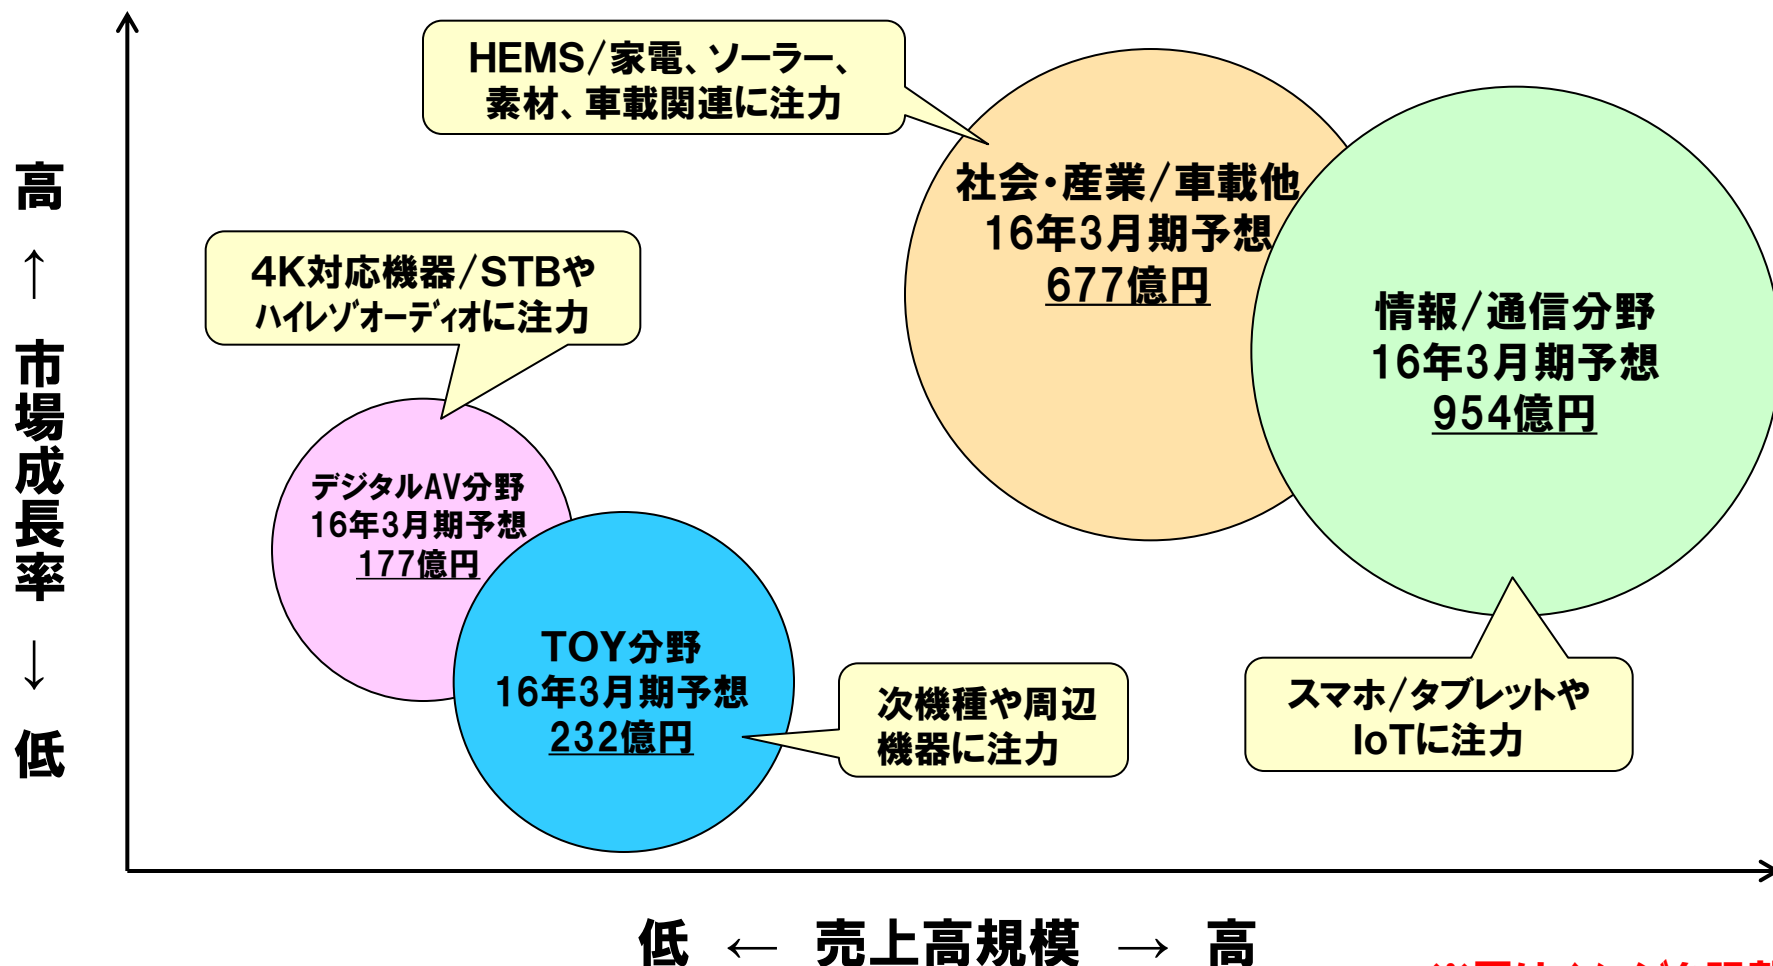 HEMS/家電、ソーラー、
素材、車載関連に注力
社会・産業/車載他
16年3月期予想
677億円
4K対応機器/STBや
ハイレゾオーディオに注力
情報/通信分野
16年3月期予想
954億円
デジタルAV分野
16年3月期予想
177億円
TOY分野
16年3月期予想
232億円
次機種や周辺
機器に注力
スマホ/タブレットや
IoTに注力
高 ↑ 市場成長率 ↓ 低
低 ← 売上高規模 → 高